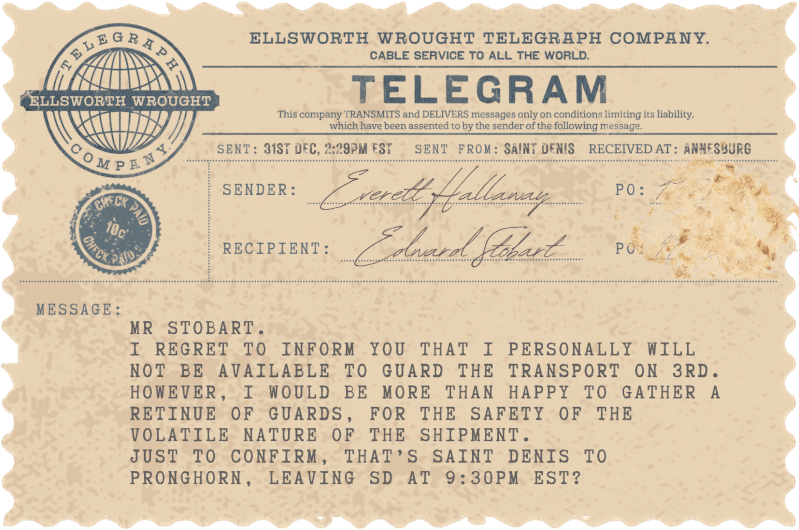 ELLSWORTH WROUGHT TELEGRAPH COMPANY.
CABLE SERVICE TO ALL THE WORLD.
TELEGRAM
This company TRANSMITS and DELIVERS messages only on conditions limiting its liability,
which have been assented to by the sender of the following message.
TELEGRAPH
ELLSWORTH WROUGHT
COMPANY
SENT: 31ST DEC, 2:29PM EST SENT FROM: SAINT DENIS RECEIVED AT: ANNESBURG
CHECK PAID
10c
CHECK PAID
SENDER: Everett Hallaway PO:
RECIPIENT: Edward Stobart PO:
MESSAGE:
MR STOBART.
I REGRET TO INFORM YOU THAT I PERSONALLY WILL
NOT BE AVAILABLE TO GUARD THE TRANSPORT ON 3RD.
HOWEVER, I WOULD BE MORE THAN HAPPY TO GATHER A
RETINUE OF GUARDS, FOR THE SAFETY OF THE
VOLATILE NATURE OF THE SHIPMENT.
JUST TO CONFIRM, THAT'S SAINT DENIS TO
PRONGHORN, LEAVING SD AT 9:30PM EST?